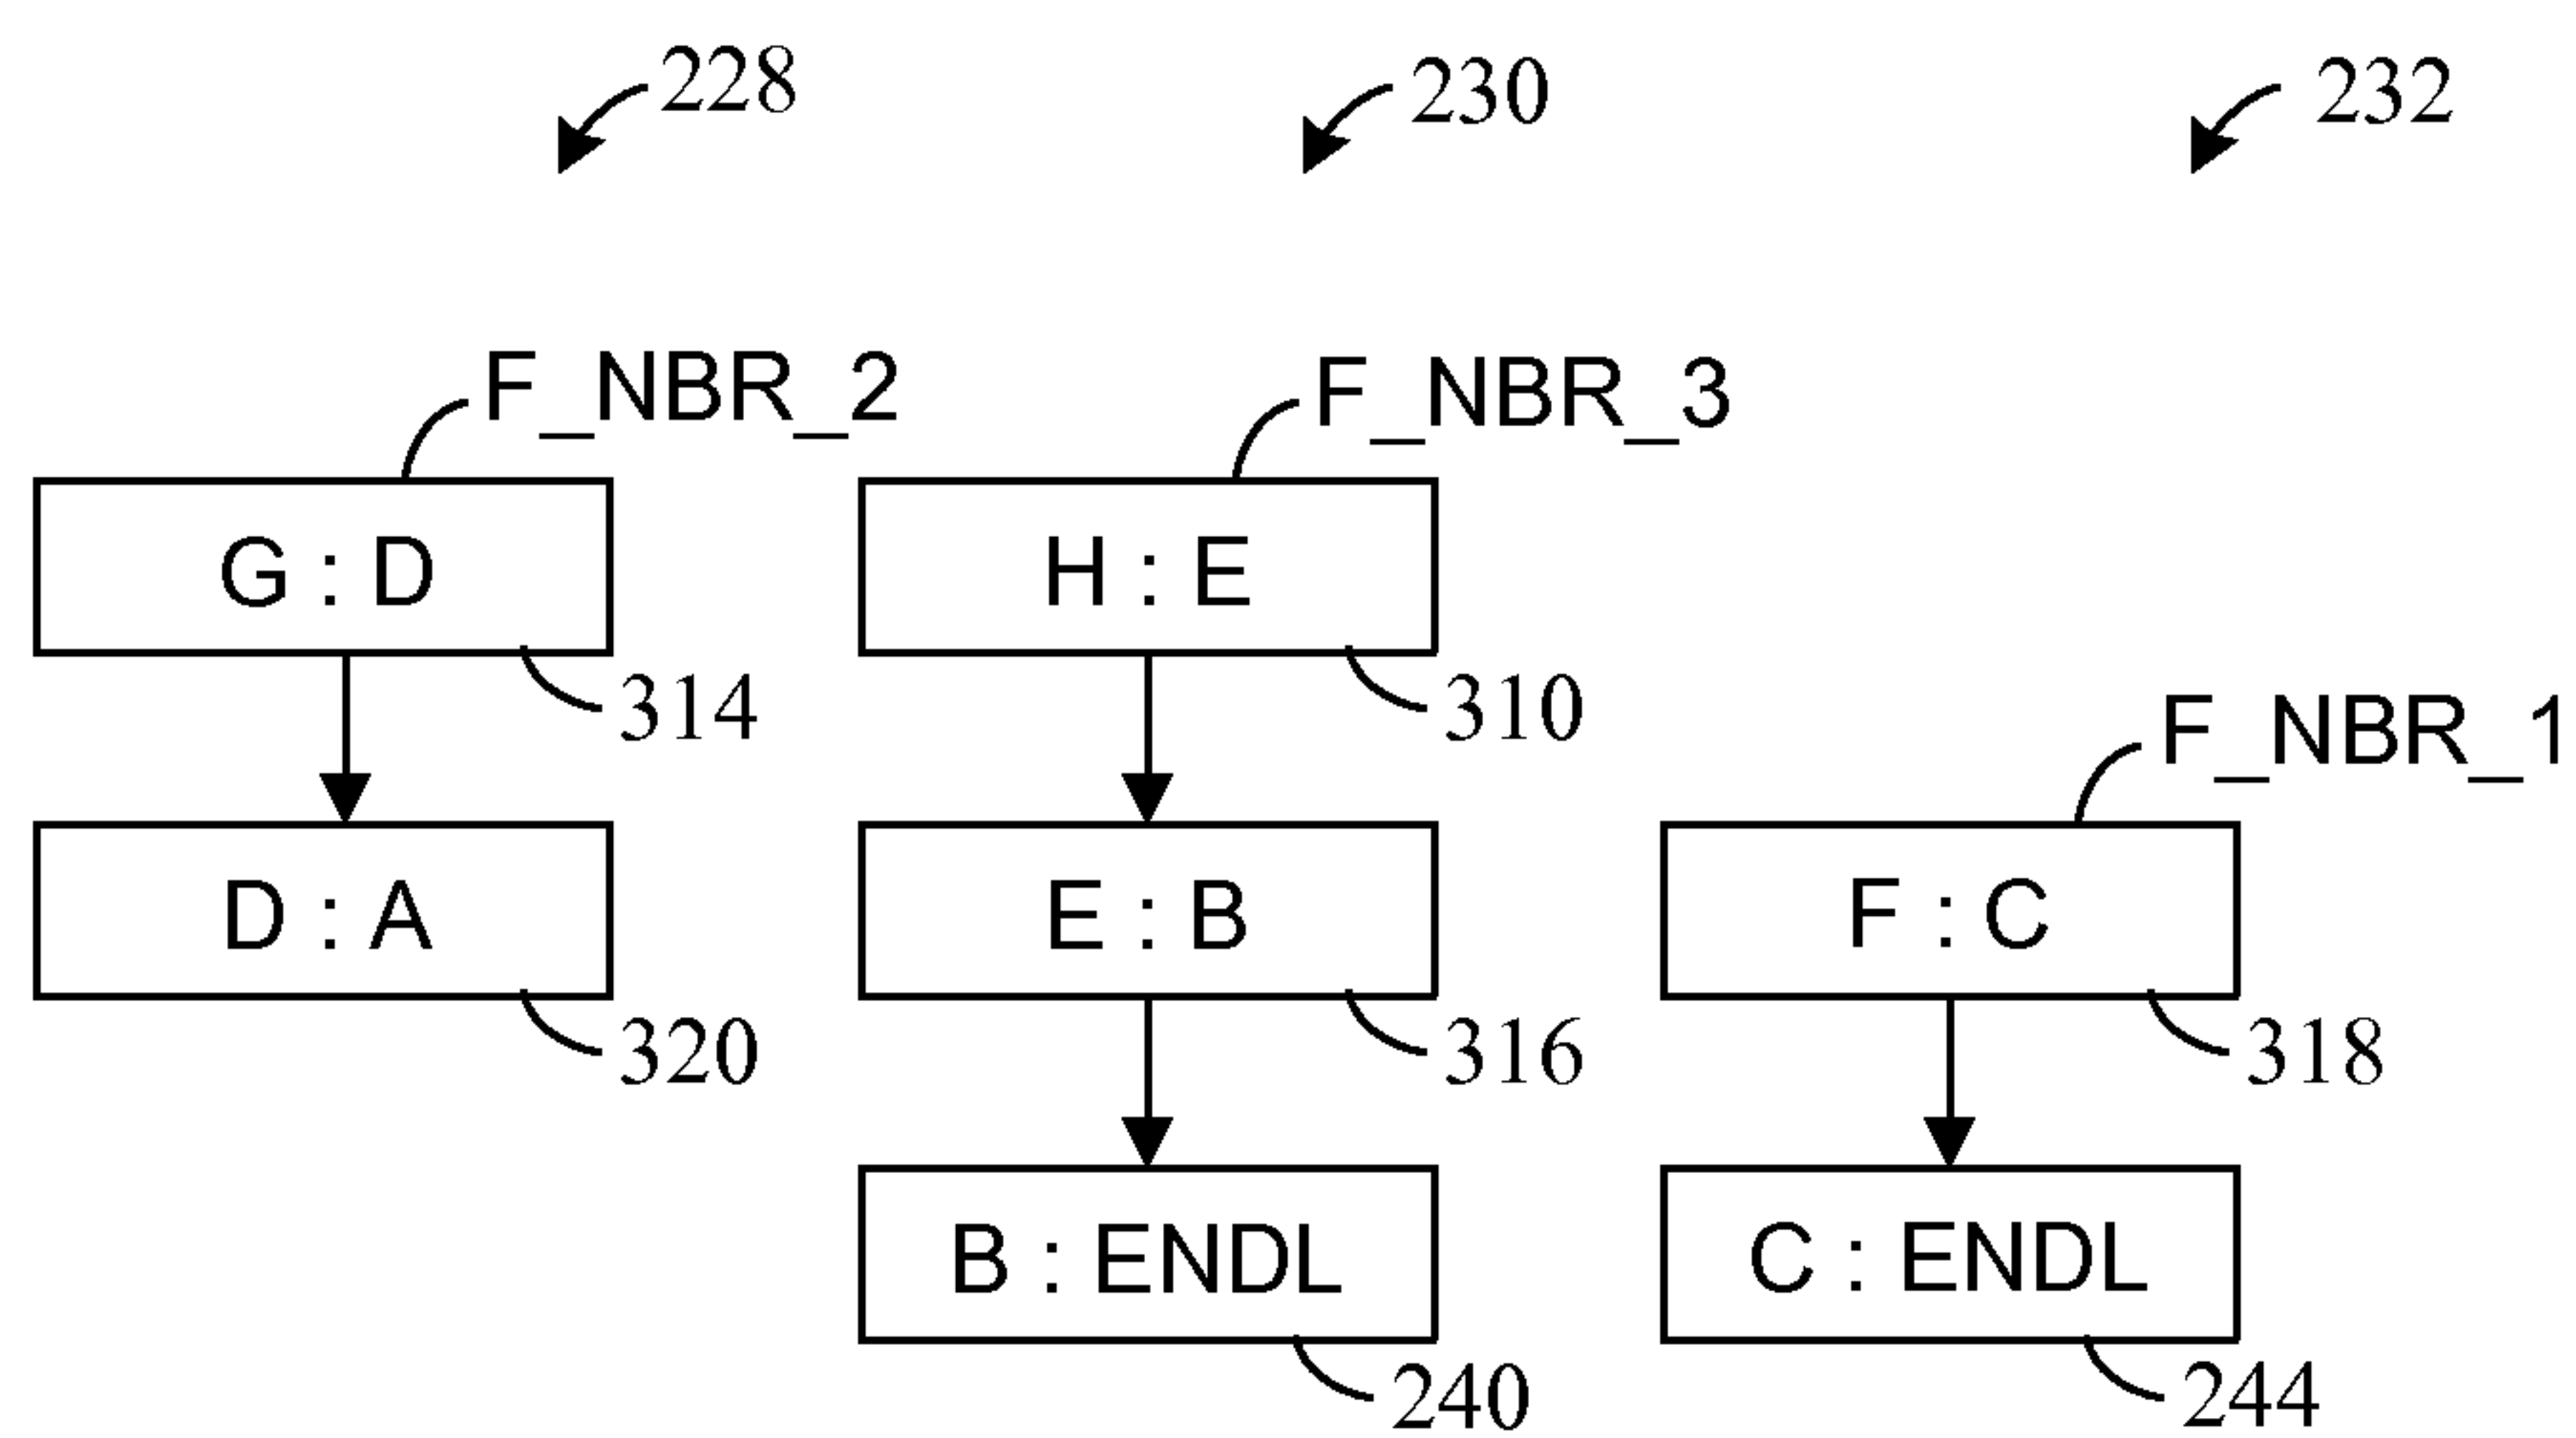 228
230
232
F_NBR_2
F_NBR_3
G : D
H : E
314
310
F_NBR_1
D : A
E : B
F : C
320
316
318
B : ENDL
C : ENDL
240
244